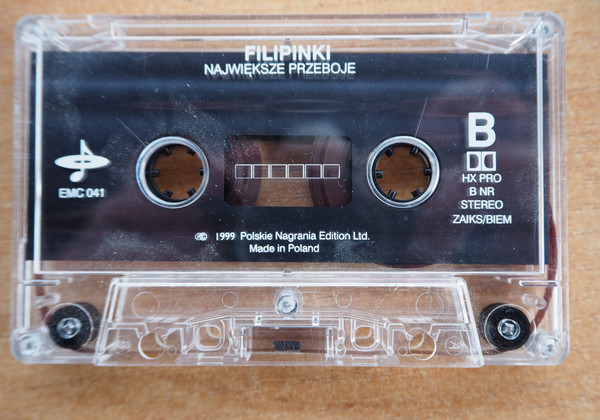 FILIPINKI
NAJWIĘKSZE PRZEBOJE
B
HX PRO
B NR
STEREO
ZAIKS/BIEM
EMC 041
1999 Polskie Nagrania Edition Ltd.
Made in Poland